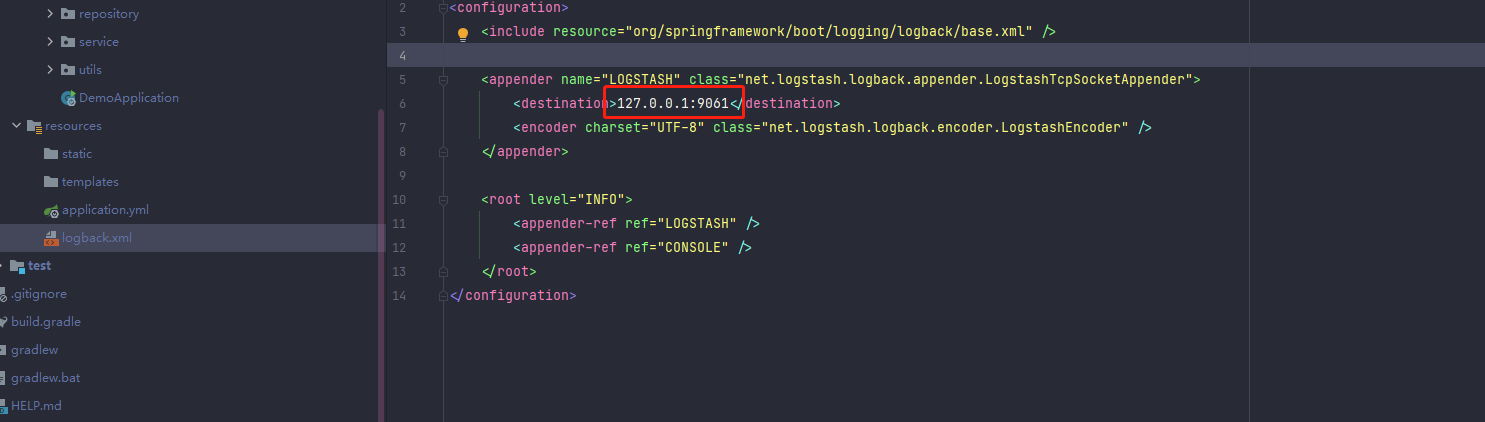 repository
service
utils
DemoApplication
resources
static
templates
application.yml
logback.xml
test
.gitignore
build.gradle
gradlew
gradlew.bat
HELP.md
2 <configuration>
3 <include resource="org/springframework/boot/logging/logback/base.xml" />
4
5 <appender name="LOGSTASH" class="net.logstash.logback.appender.LogstashTcpSocketAppender">
6 <destination>127.0.0.1:9061</destination>
7 <encoder charset="UTF-8" class="net.logstash.logback.encoder.LogstashEncoder" />
8 </appender>
9
10 <root level="INFO">
11 <appender-ref ref="LOGSTASH" />
12 <appender-ref ref="CONSOLE" />
13 </root>
14 </configuration>